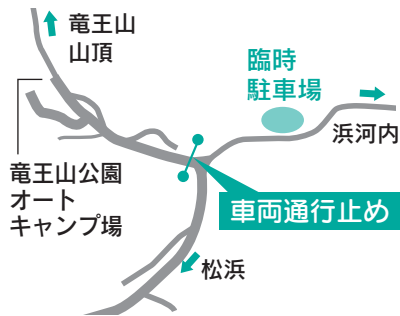 竜王山
山頂
臨時
駐車場
浜河内
竜王山公園
オート
キャンプ場
車両通行止め
松浜